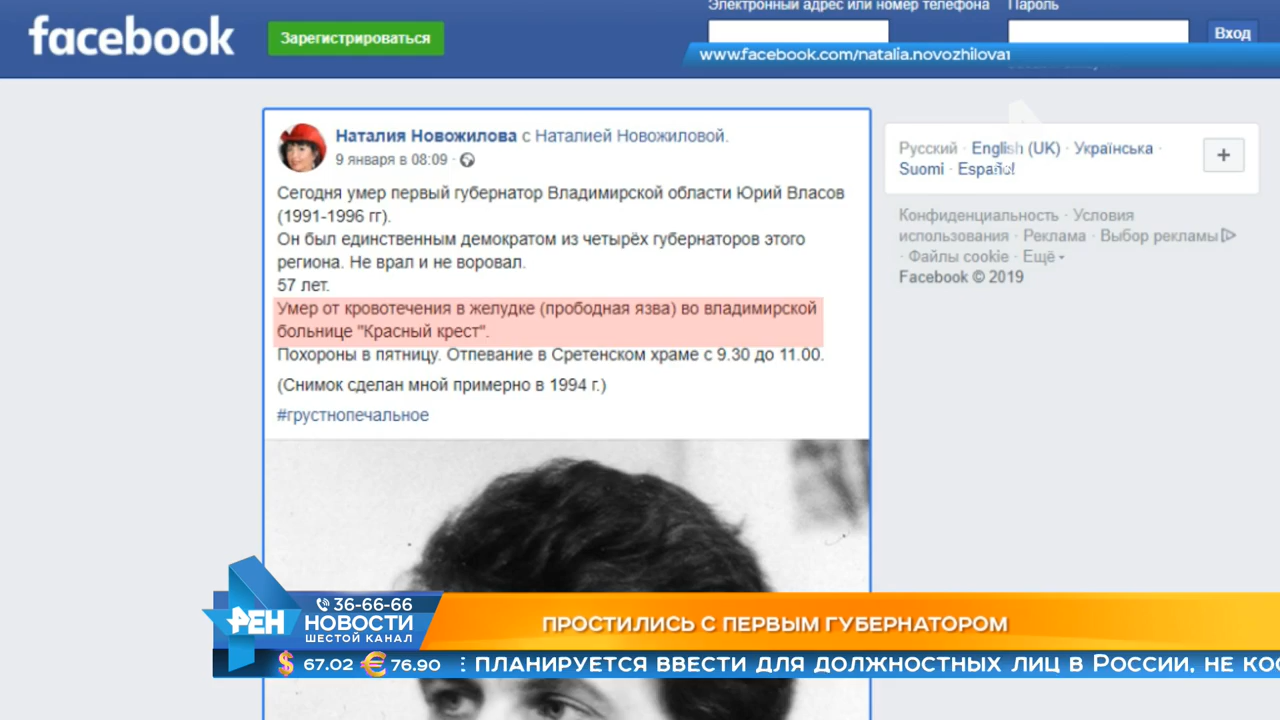 Электронный адрес или номер телефона
Пароль
facebook
Зарегистрироваться
Вход
www.facebook.com/natalia.novozhilova1
Наталия Новожилова с Наталией Новожиловой.
9 января в 08:09 ·
Сегодня умер первый губернатор Владимирской области Юрий Власов
(1991-1996 гг).
Он был единственным демократом из четырёх губернаторов этого
региона. Не врал и не воровал.
57 лет.
Умер от кровотечения в желудке (прободная язва) во владимирской
больнице "Красный крест".
Похороны в пятницу. Отпевание в Сретенском храме с 9.30 до 11.00.
(Снимок сделан мной примерно в 1994 г.)
#грустнопечальное
Русский · English (UK) · Українська ·
Suomi · Español
+
Конфиденциальность · Условия
использования · Реклама · Выбор рекламы
· Файлы cookie · Ещё
Facebook © 2019
36-66-66
РЕН
НОВОСТИ
ШЕСТОЙ КАНАЛ
ПРОСТИЛИСЬ С ПЕРВЫМ ГУБЕРНАТОРОМ
$ 67.02 € 76.90
ПЛАНИРУЕТСЯ ВВЕСТИ ДЛЯ ДОЛЖНОСТНЫХ ЛИЦ В РОССИИ, НЕ